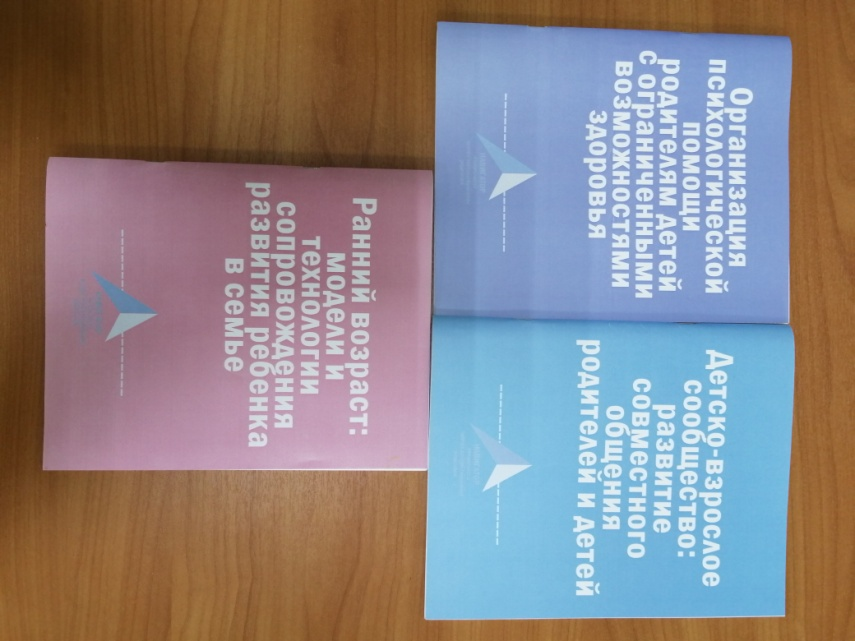 Ранний возраст:
модели и
технологии
сопровождения
развития ребенка
в семье
Организация
психологической
помощи
родителям детей
с ограниченными
возможностями
здоровья
Детско-взрослое
сообщество:
развитие
совместного
общения
родителей и детей